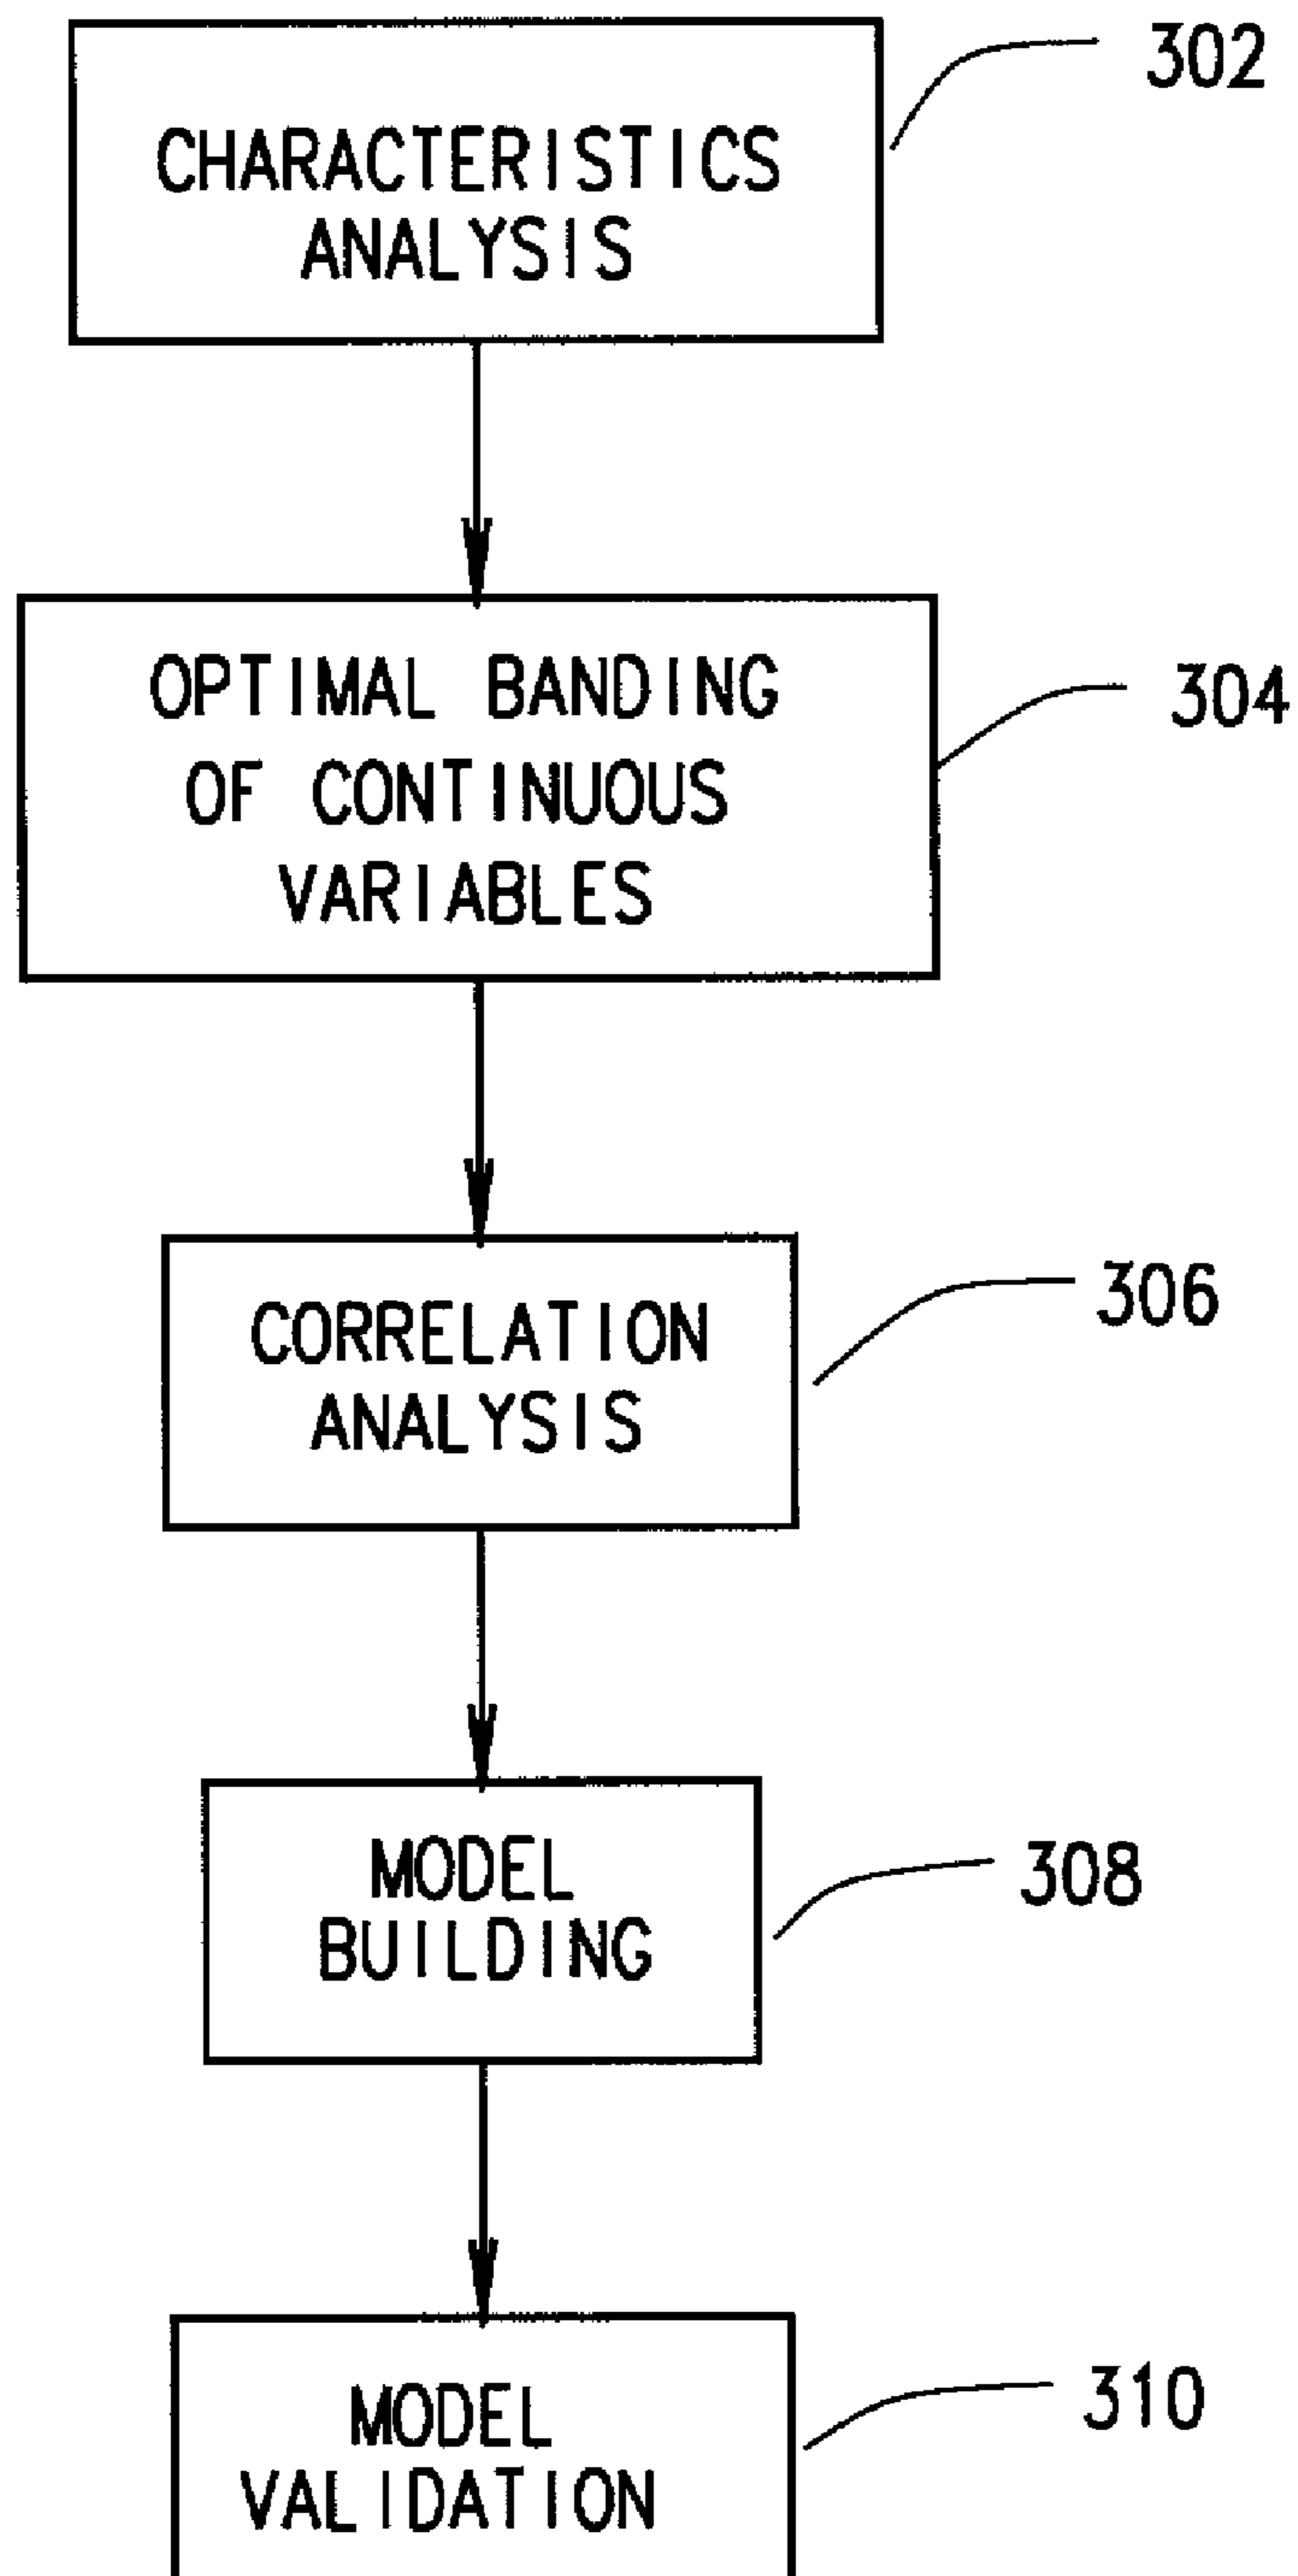 302
CHARACTERISTICS
ANALYSIS
OPTIMAL BANDING
OF CONTINUOUS
VARIABLES
304
CORRELATION
ANALYSIS
306
MODEL
BUILDING
308
MODEL
VALIDATION
310